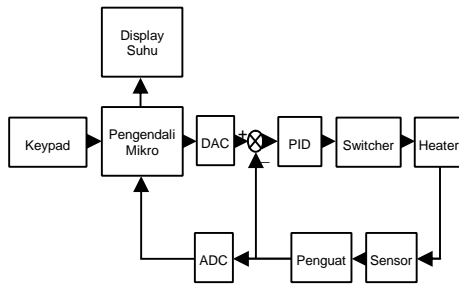 Display
Suhu
Keypad
Pengendali
Mikro
DAC
+
−
PID
Switcher
Heater
ADC
Penguat
Sensor